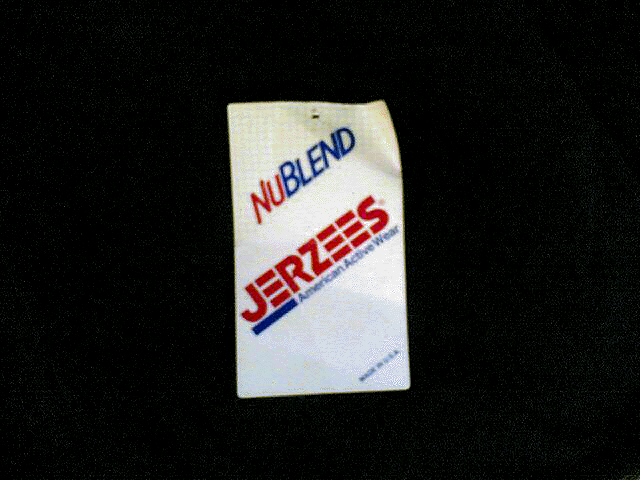 NUBLEND
JERZEES
American Active Wear
MADE IN U.S.A.